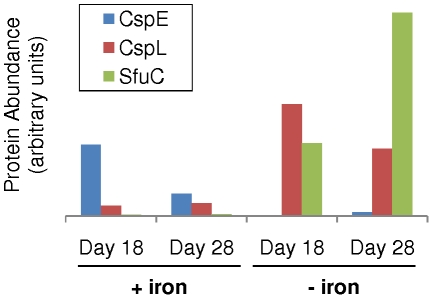 Protein Abundance
(arbitrary units)
CspE
CspL
SfuC
Day 18
Day 28
Day 18
Day 28
+ iron
- iron